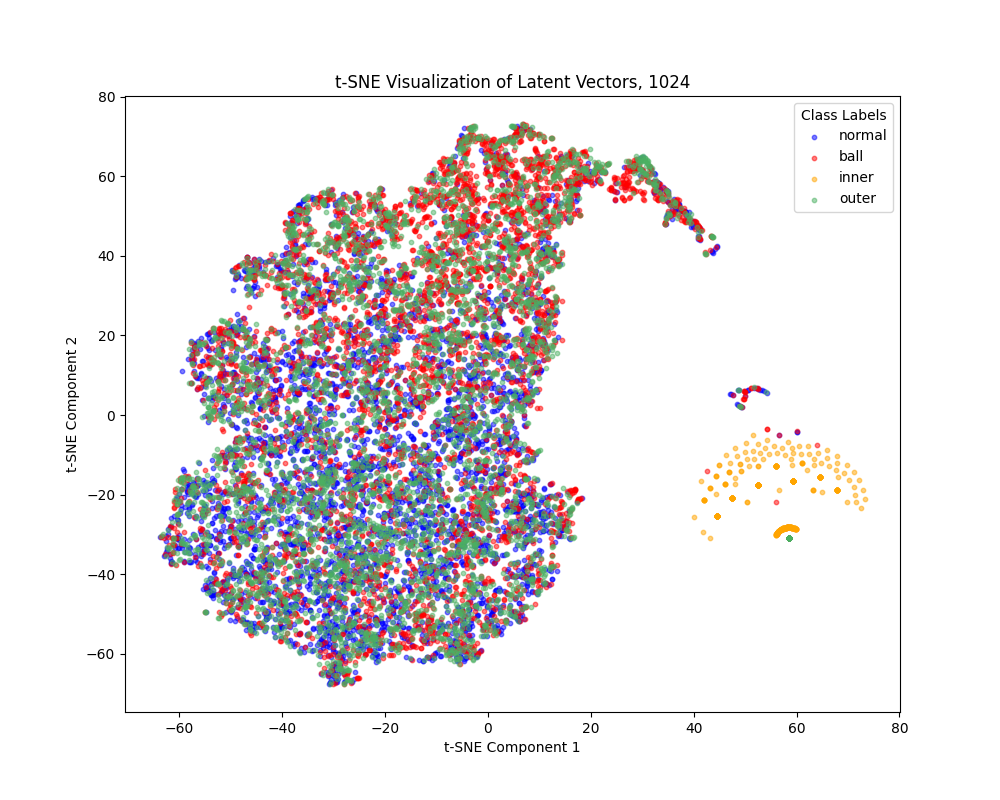 t-SNE Visualization of Latent Vectors, 1024
Class Labels
normal
ball
inner
outer
80
60
40
20
0
−20
−40
−60
t-SNE Component 2
−60
−40
−20
0
20
40
60
80
t-SNE Component 1